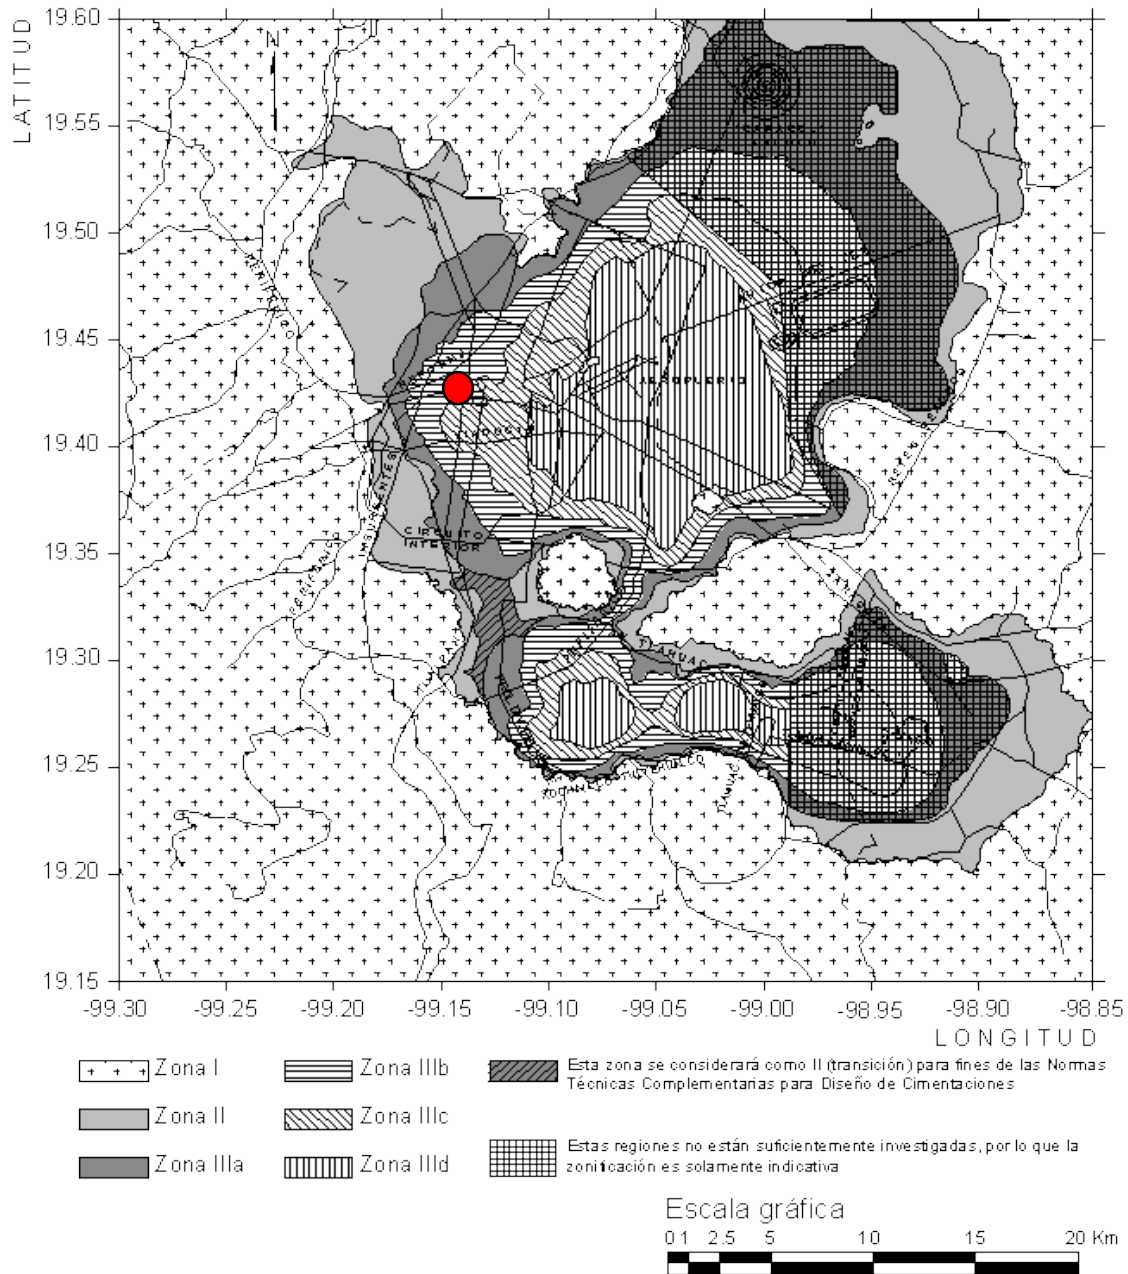 LATITUD
19.60
19.55
19.50
19.45
19.40
19.35
19.30
19.25
19.20
19.15
N
PERIFERICO
AEROPUERTO
INSURGENTES
CIRCUITO
INTERIOR
PERIFERICO
TLAHUAC
TLAHUAC
-99.30
-99.25
-99.20
-99.15
-99.10
-99.05
-99.00
-98.95
-98.90
-98.85
LONGITUD
Zona I
Zona II
Zona IIIa
Zona IIIb
Zona IIIc
Zona IIId
Esta zona se considerará como II (transición) para fines de las Normas
Técnicas Complementarias para Diseño de Cimentaciones
Estas regiones no están suficientemente investigadas, por lo que la
zonificación es solamente indicativa
Escala gráfica
0 1 2.5 5 10 15 20 Km